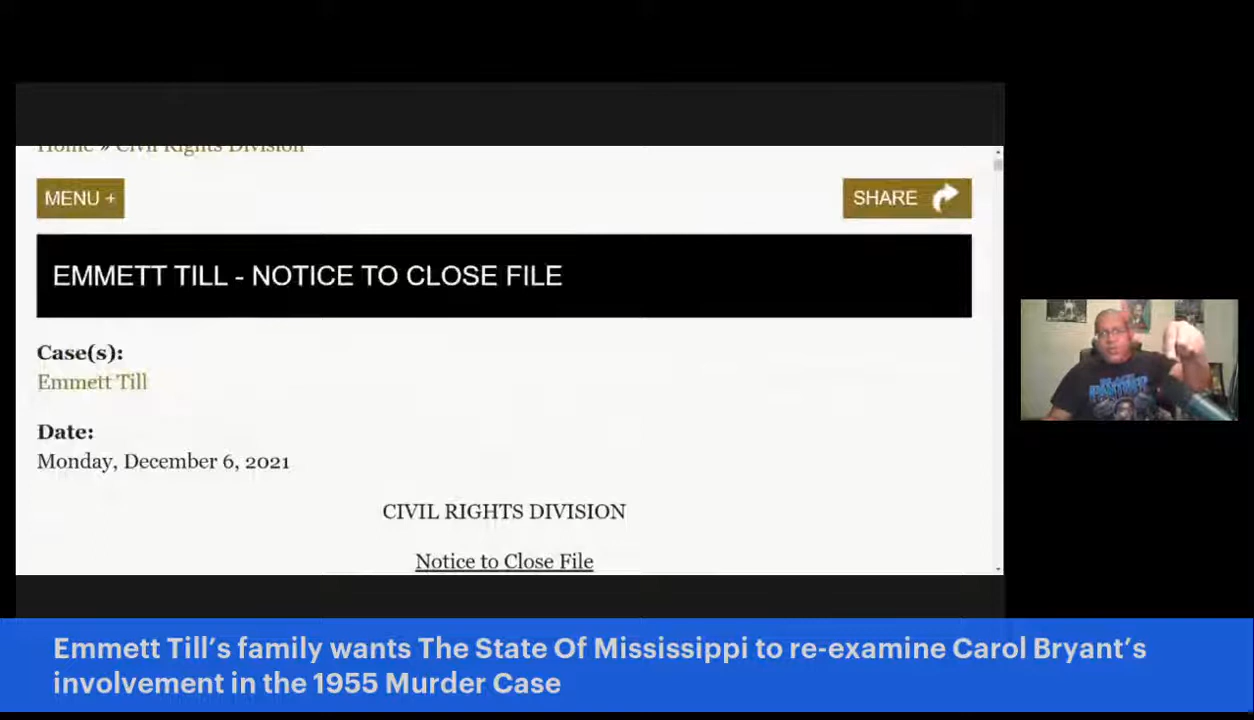 Home » Civil Rights Division
MENU +
SHARE
EMMETT TILL - NOTICE TO CLOSE FILE
Case(s):
Emmett Till
Date:
Monday, December 6, 2021
CIVIL RIGHTS DIVISION
Notice to Close File
BLACK
PANTHER
Emmett Till’s family wants The State Of Mississippi to re-examine Carol Bryant’s
involvement in the 1955 Murder Case